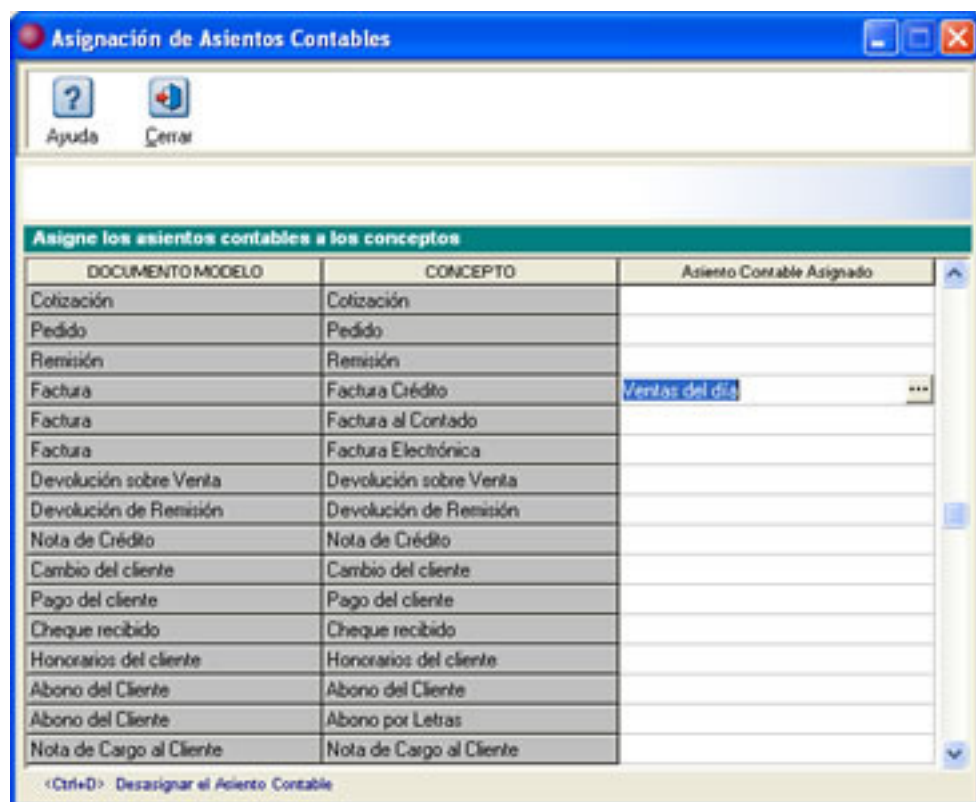 Asignación de Asientos Contables
Ayuda Cerrar
Asigne los asientos contables a los conceptos
DOCUMENTO MODELO CONCEPTO Asiento Contable Asignado
Cotización Cotización
Pedido Pedido
Remisión Remisión
Factura Factura Crédito Ventas del día ...
Factura Factura al Contado
Factura Factura Electrónica
Devolución sobre Venta Devolución sobre Venta
Devolución de Remisión Devolución de Remisión
Nota de Crédito Nota de Crédito
Cambio del cliente Cambio del cliente
Pago del cliente Pago del cliente
Cheque recibido Cheque recibido
Honorarios del cliente Honorarios del cliente
Abono del Cliente Abono del Cliente
Abono del Cliente Abono por Letras
Nota de Cargo al Cliente Nota de Cargo al Cliente
<Ctrl+D> Desasignar el Asiento Contable